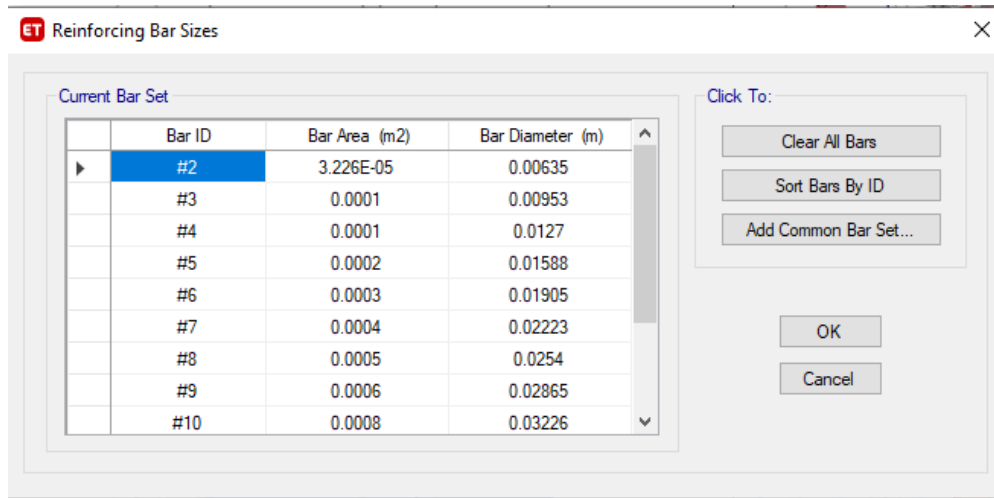 ET Reinforcing Bar Sizes
Current Bar Set
Bar ID Bar Area (m2) Bar Diameter (m)
#2 3.226E-05 0.00635
#3 0.0001 0.00953
#4 0.0001 0.0127
#5 0.0002 0.01588
#6 0.0003 0.01905
#7 0.0004 0.02223
#8 0.0005 0.0254
#9 0.0006 0.02865
#10 0.0008 0.03226
Click To:
Clear All Bars
Sort Bars By ID
Add Common Bar Set...
OK
Cancel